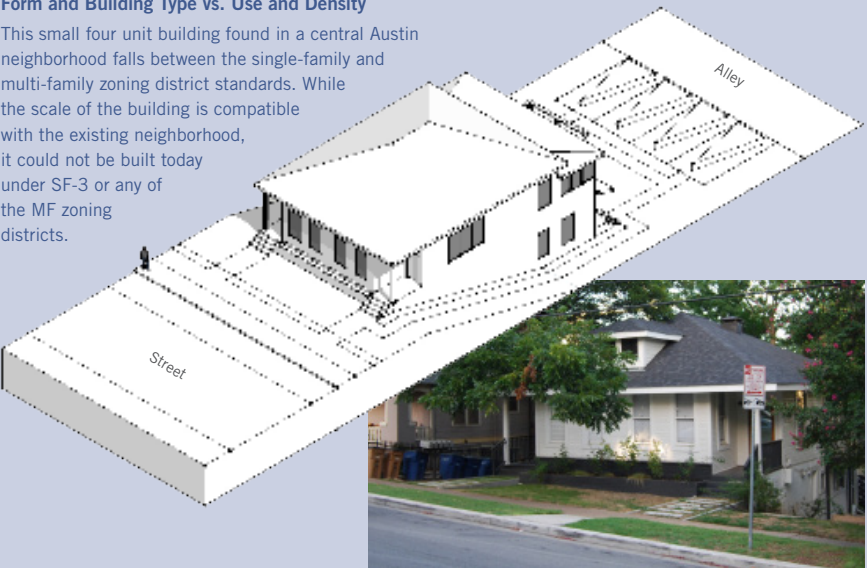 Form and Building Type vs. Use and Density
This small four unit building found in a central Austin
neighborhood falls between the single-family and
multi-family zoning district standards. While
the scale of the building is compatible
with the existing neighborhood,
it could not be built today
under SF-3 or any of
the MF zoning
districts.
Alley
Street